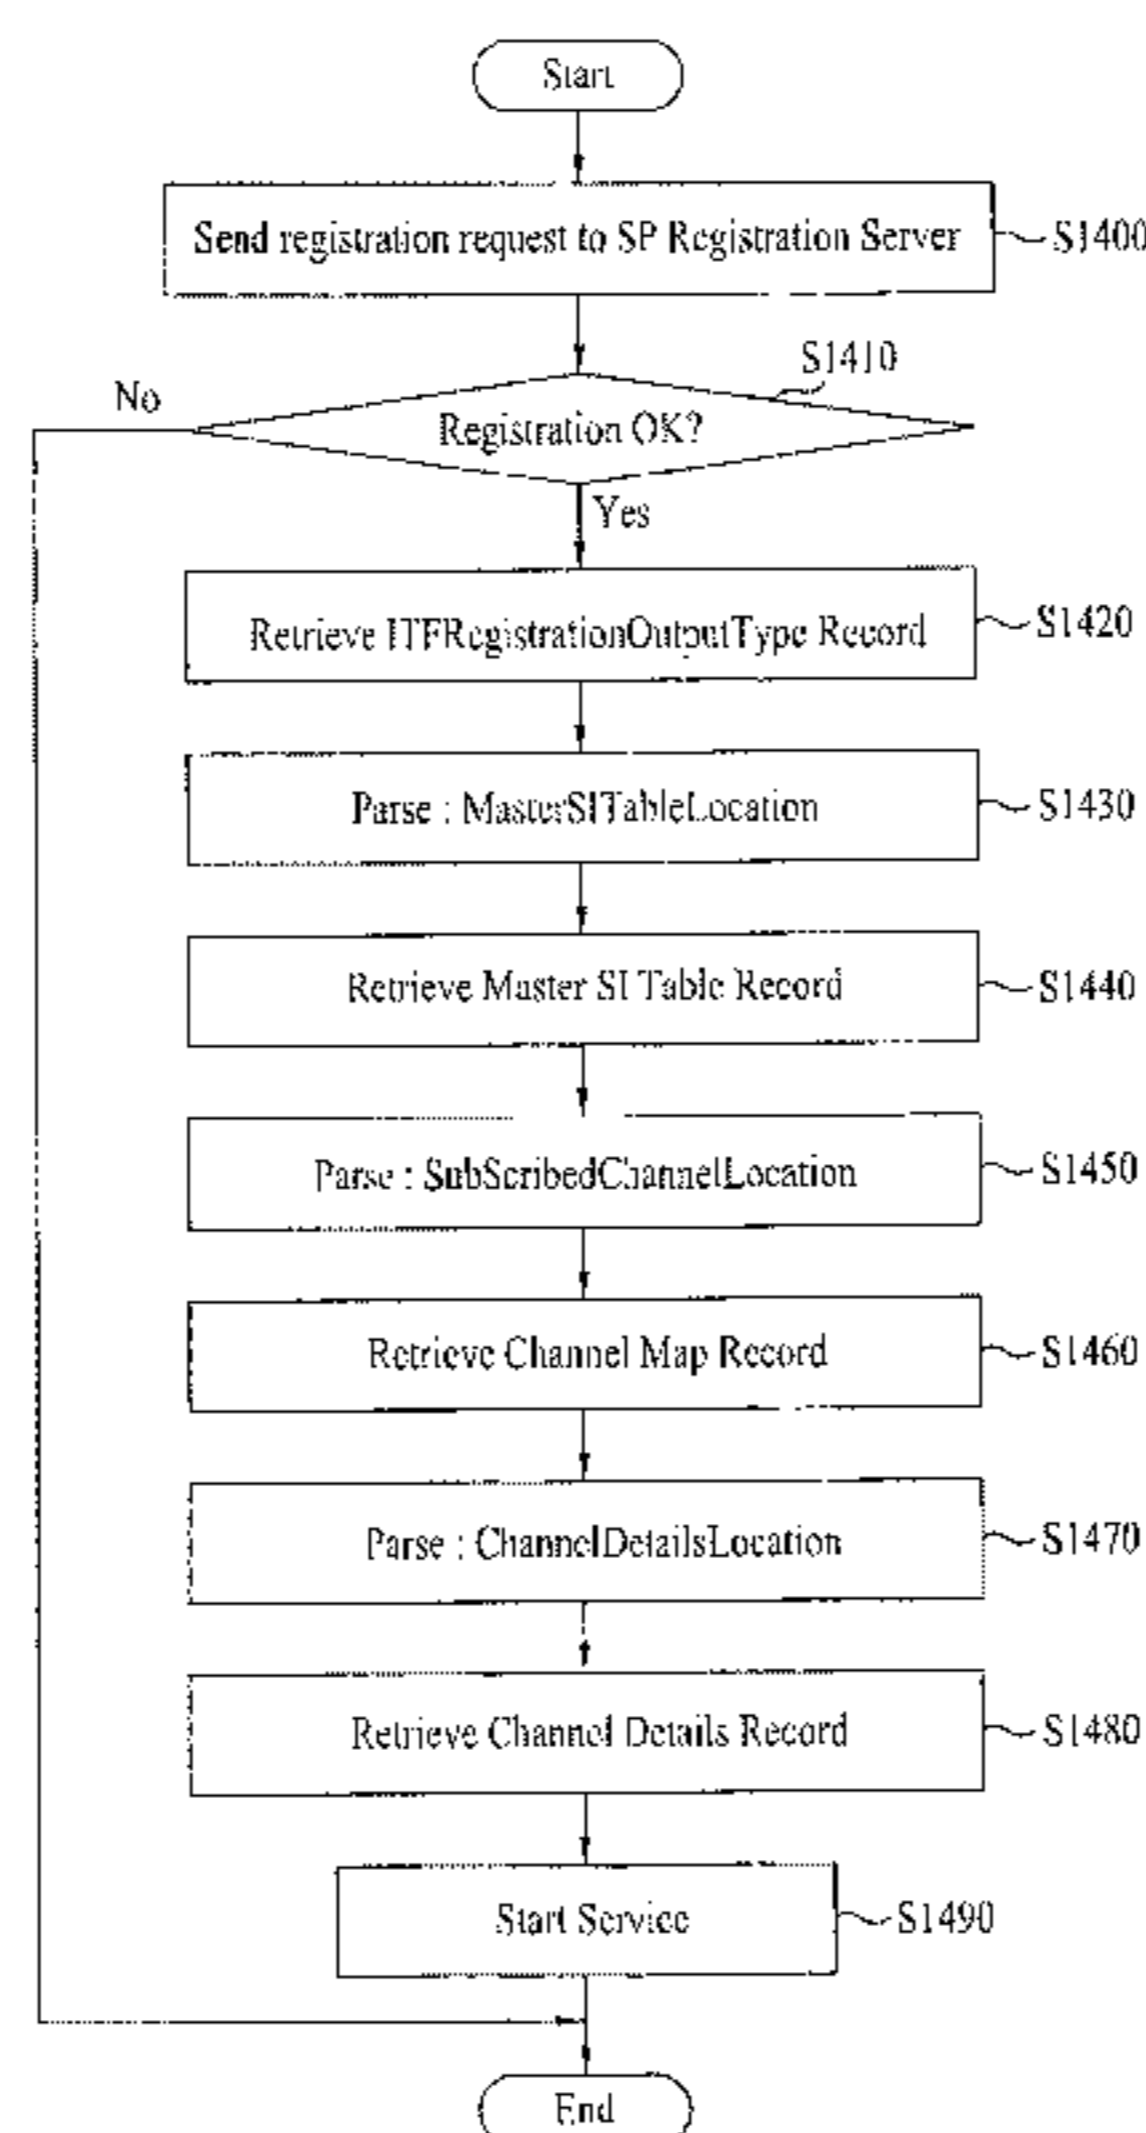 Start
Send registration request to SP Registration Server
S1400
S1410
No
Registration OK?
Yes
Retrieve ITFRegistrationOutputType Record
S1420
Parse : MasterSITableLocation
S1430
Retrieve Master SI Table Record
S1440
Parse : SubScribedChannelLocation
S1450
Retrieve Channel Map Record
S1460
Parse : ChannelDetailsLocation
S1470
Retrieve Channel Details Record
S1480
Start Service
S1490
End